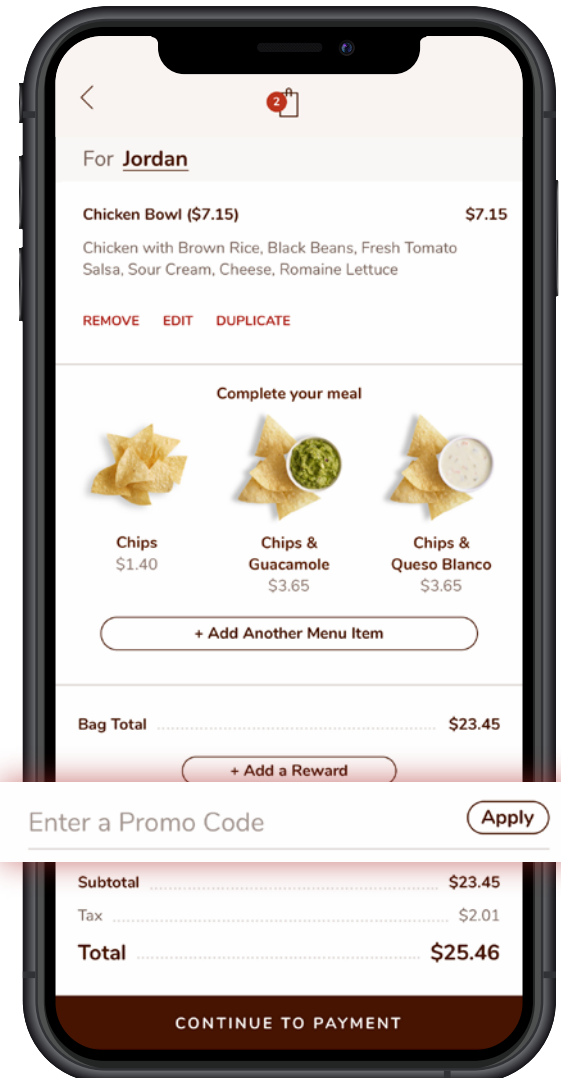 2
For Jordan
Chicken Bowl ($7.15) $7.15
Chicken with Brown Rice, Black Beans, Fresh Tomato
Salsa, Sour Cream, Cheese, Romaine Lettuce
REMOVE EDIT DUPLICATE
Complete your meal
Chips
$1.40
Chips &
Guacamole
$3.65
Chips &
Queso Blanco
$3.65
+ Add Another Menu Item
Bag Total $23.45
+ Add a Reward
Enter a Promo Code Apply
Subtotal $23.45
Tax $2.01
Total $25.46
CONTINUE TO PAYMENT